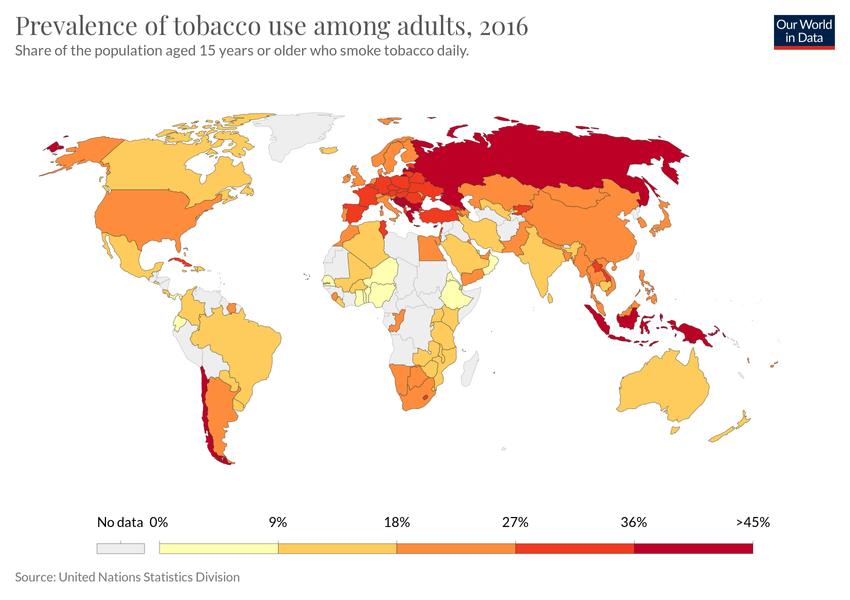 Prevalence of tobacco use among adults, 2016
Our World
in Data
Share of the population aged 15 years or older who smoke tobacco daily.
No data 0% 9% 18% 27% 36% >45%
Source: United Nations Statistics Division